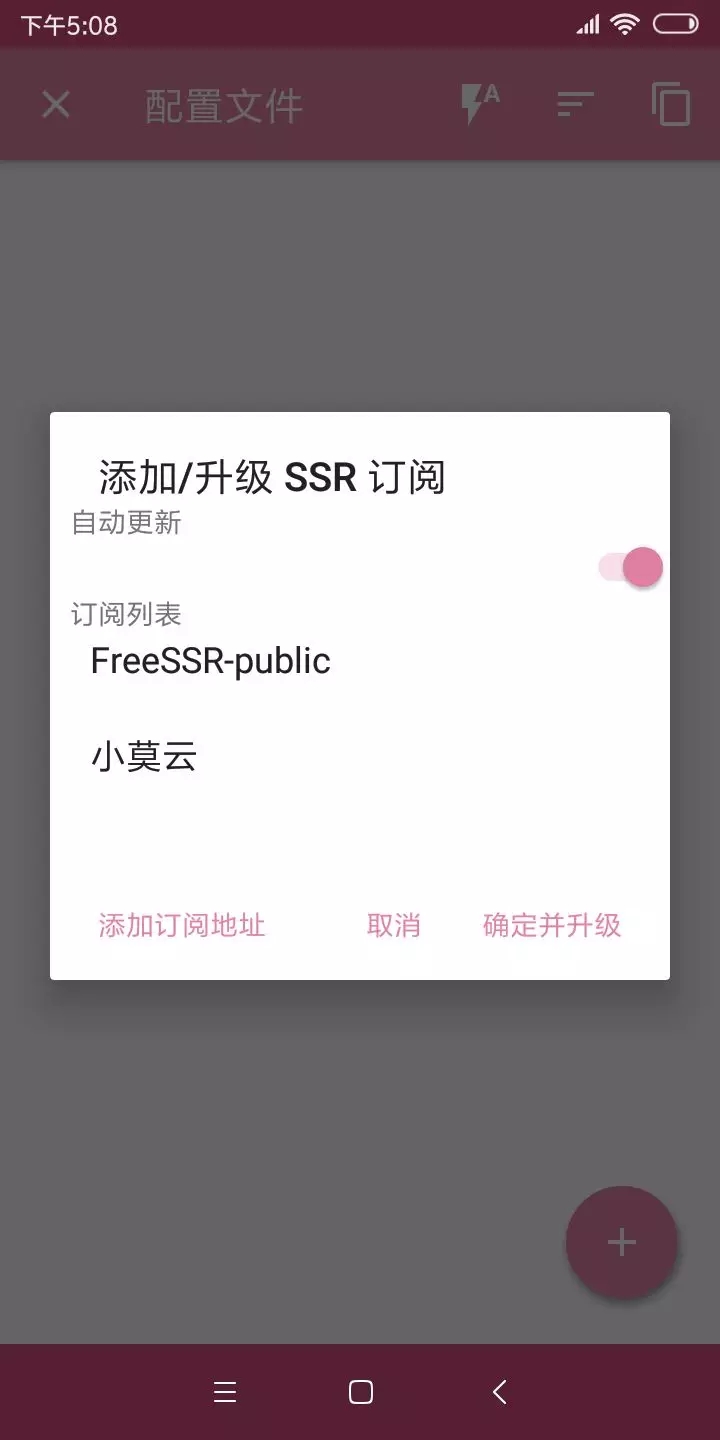 下午5:08
配置文件
A
添加/升级 SSR 订阅
自动更新
订阅列表
FreeSSR-public
小莫云
添加订阅地址 取消 确定并升级